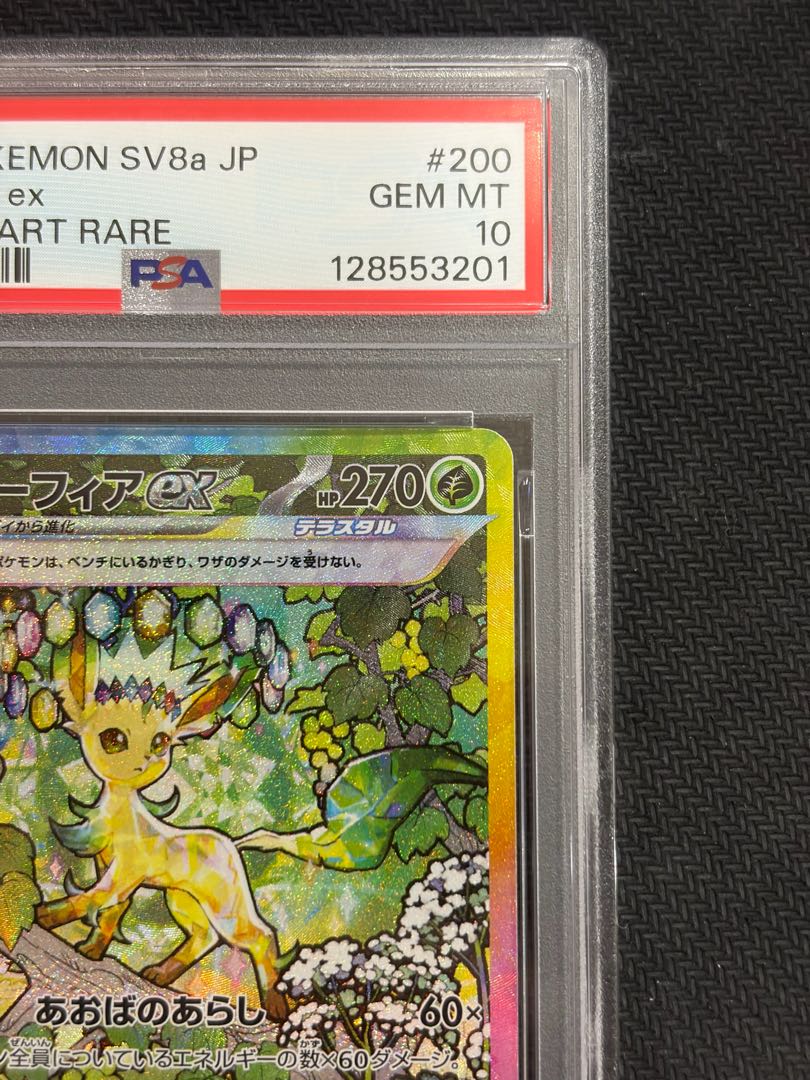 KEMON SV8a JP #200
ex GEM MT
ART RARE 10
PSA 128553201
ーフィアex HP270
イから進化 テラスタル
ポケモンは、ベンチにいるかぎり、ワザのダメージを受けない。
あおばのあらし 60×
ン全員についているエネルギーの数×60ダメージ。